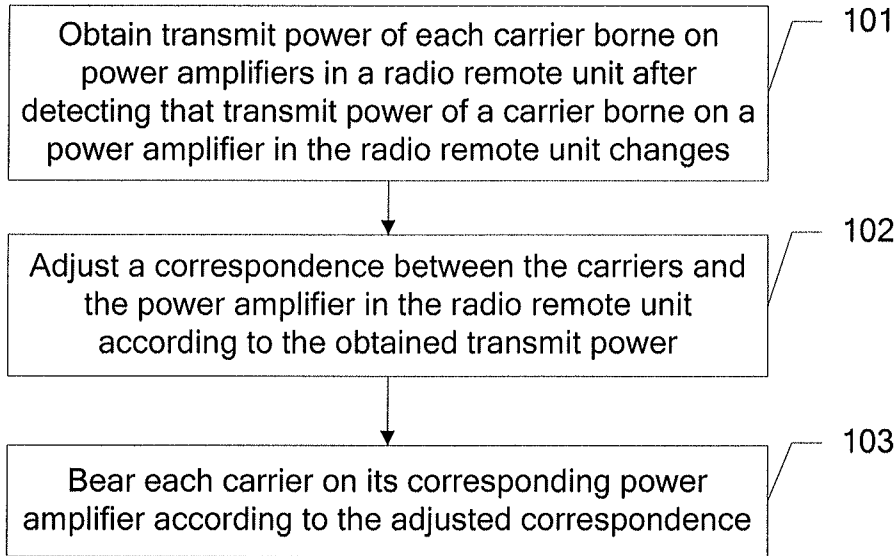 Obtain transmit power of each carrier borne on
power amplifiers in a radio remote unit after
detecting that transmit power of a carrier borne on a
power amplifier in the radio remote unit changes
101
Adjust a correspondence between the carriers and
the power amplifier in the radio remote unit
according to the obtained transmit power
102
Bear each carrier on its corresponding power
amplifier according to the adjusted correspondence
103